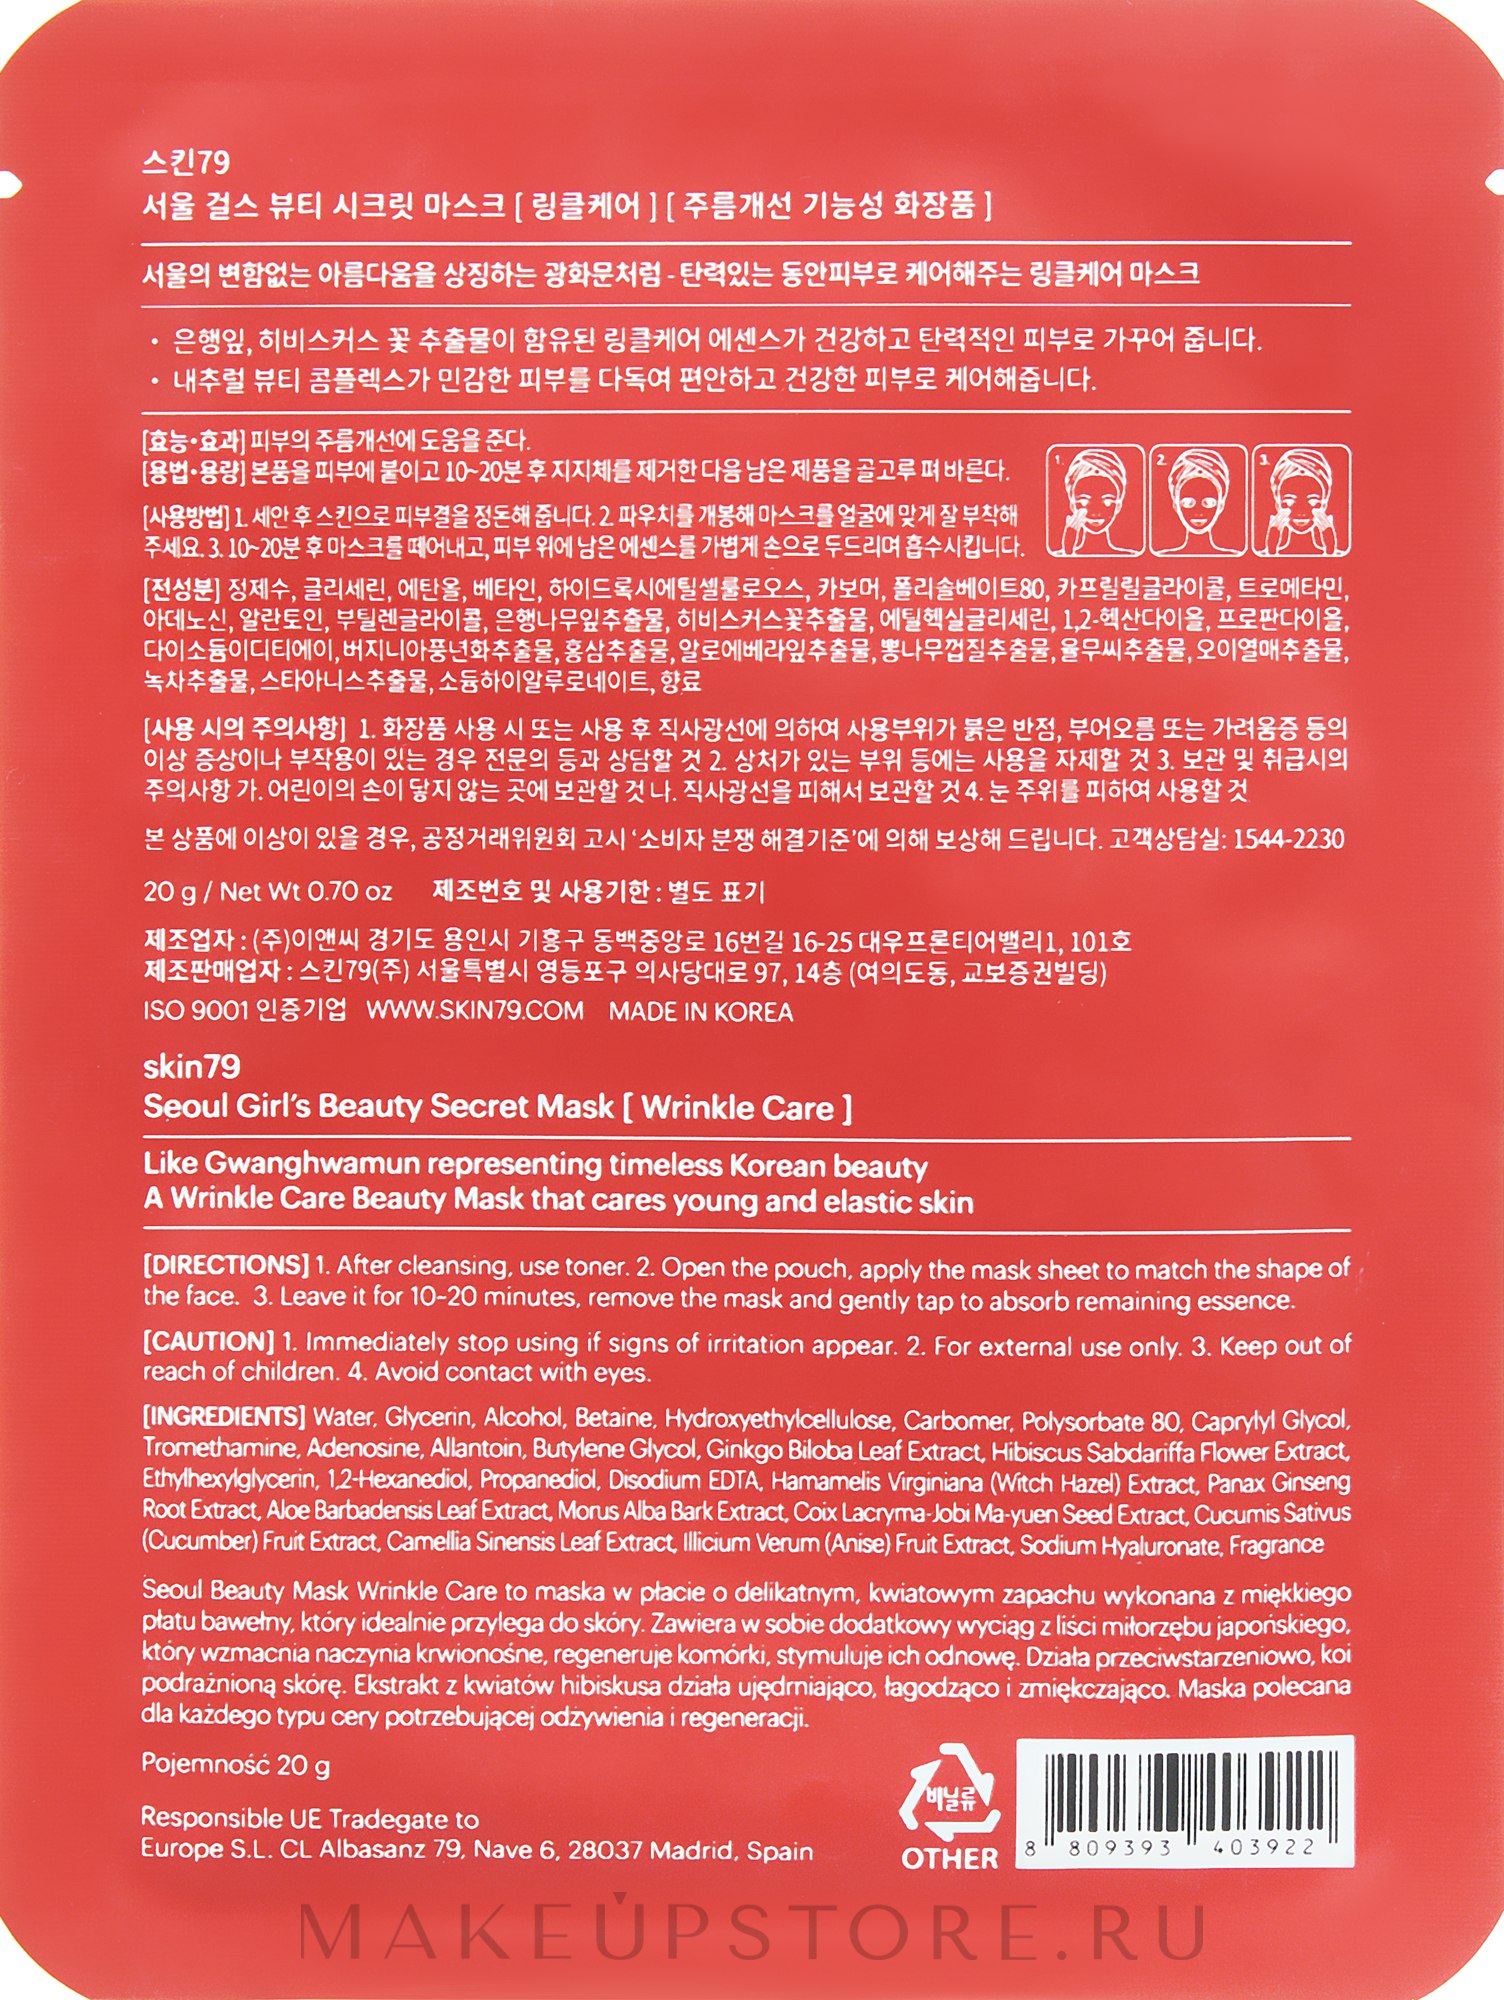 스킨79
서울 걸스 뷰티 시크릿 마스크 [ 링클케어 ] [ 주름개선 기능성 화장품 ]
서울의 변함없는 아름다움을 상징하는 광화문처럼 - 탄력있는 동안피부로 케어해주는 링클케어 마스크
• 은행잎, 히비스커스 꽃 추출물이 함유된 링클케어 에센스가 건강하고 탄력적인 피부로 가꾸어 줍니다.
• 내추럴 뷰티 콤플렉스가 민감한 피부를 다독여 편안하고 건강한 피부로 케어해줍니다.
[효능•효과] 피부의 주름개선에 도움을 준다.
[용법•용량] 본품을 피부에 붙이고 10~20분 후 지지체를 제거한 다음 남은 제품을 골고루 펴 바른다.
1. 2. 3.
[사용방법] 1. 세안 후 스킨으로 피부결을 정돈해 줍니다. 2. 파우치를 개봉해 마스크를 얼굴에 맞게 잘 부착해
주세요. 3. 10~20분 후 마스크를 떼어내고, 피부 위에 남은 에센스를 가볍게 손으로 두드리며 흡수시킵니다.
[전성분] 정제수, 글리세린, 에탄올, 베타인, 하이드록시에틸셀룰로오스, 카보머, 폴리솔베이트80, 카프릴릴글라이콜, 트로메타민,
아데노신, 알란토인, 부틸렌글라이콜, 은행나무잎추출물, 히비스커스꽃추출물, 에틸헥실글리세린, 1,2-헥산다이올, 프로판다이올,
다이소듐이디티에이, 버지니아풍년화추출물, 홍삼추출물, 알로에베라잎추출물, 뽕나무껍질추출물, 율무씨추출물, 오이열매추출물,
녹차추출물, 스타아니스추출물, 소듐하이알루로네이트, 향료
[사용 시의 주의사항] 1. 화장품 사용 시 또는 사용 후 직사광선에 의하여 사용부위가 붉은 반점, 부어오름 또는 가려움증 등의
이상 증상이나 부작용이 있는 경우 전문의 등과 상담할 것 2. 상처가 있는 부위 등에는 사용을 자제할 것 3. 보관 및 취급시의
주의사항 가. 어린이의 손이 닿지 않는 곳에 보관할 것 나. 직사광선을 피해서 보관할 것 4. 눈 주위를 피하여 사용할 것
본 상품에 이상이 있을 경우, 공정거래위원회 고시 ‘소비자 분쟁 해결기준’에 의해 보상해 드립니다. 고객상담실: 1544-2230
20 g / Net Wt 0.70 oz 제조번호 및 사용기한 : 별도 표기
제조업자 : (주)이앤씨 경기도 용인시 기흥구 동백중앙로 16번길 16-25 대우프론티어밸리1, 101호
제조판매업자 : 스킨79(주) 서울특별시 영등포구 의사당대로 97, 14층 (여의도동, 교보증권빌딩)
ISO 9001 인증기업 WWW.SKIN79.COM MADE IN KOREA
skin79
Seoul Girl's Beauty Secret Mask [ Wrinkle Care ]
Like Gwanghwamun representing timeless Korean beauty
A Wrinkle Care Beauty Mask that cares young and elastic skin
[DIRECTIONS] 1. After cleansing, use toner. 2. Open the pouch, apply the mask sheet to match the shape of
the face. 3. Leave it for 10~20 minutes, remove the mask and gently tap to absorb remaining essence.
[CAUTION] 1. Immediately stop using if signs of irritation appear. 2. For external use only. 3. Keep out of
reach of children. 4. Avoid contact with eyes.
[INGREDIENTS] Water, Glycerin, Alcohol, Betaine, Hydroxyethylcellulose, Carbomer, Polysorbate 80, Caprylyl Glycol,
Tromethamine, Adenosine, Allantoin, Butylene Glycol, Ginkgo Biloba Leaf Extract, Hibiscus Sabdariffa Flower Extract,
Ethylhexylglycerin, 1,2-Hexanediol, Propanediol, Disodium EDTA, Hamamelis Virginiana (Witch Hazel) Extract, Panax Ginseng
Root Extract, Aloe Barbadensis Leaf Extract, Morus Alba Bark Extract, Coix Lacryma-Jobi Ma-yuen Seed Extract, Cucumis Sativus
(Cucumber) Fruit Extract, Camellia Sinensis Leaf Extract, Illicium Verum (Anise) Fruit Extract, Sodium Hyaluronate, Fragrance
Seoul Beauty Mask Wrinkle Care to maska w płacie o delikatnym, kwiatowym zapachu wykonana z miękkiego
płatu bawełny, który idealnie przylega do skóry. Zawiera w sobie dodatkowy wyciąg z liści miłorzębu japońskiego,
który wzmacnia naczynia krwionośne, regeneruje komórki, stymuluje ich odnowę. Działa przeciwstarzeniowo, koi
podrażnioną skórę. Ekstrakt z kwiatów hibiskusa działa ujędrniająco, łagodząco i zmiękczająco. Maska polecana
dla każdego typu cery potrzebującej odżywienia i regeneracji.
Pojemność 20 g
Responsible UE Tradegate to
Europe S.L. CL Albasanz 79, Nave 6, 28037 Madrid, Spain
비닐류
OTHER
8 809393 403922
MAKEUPSTORE.RU